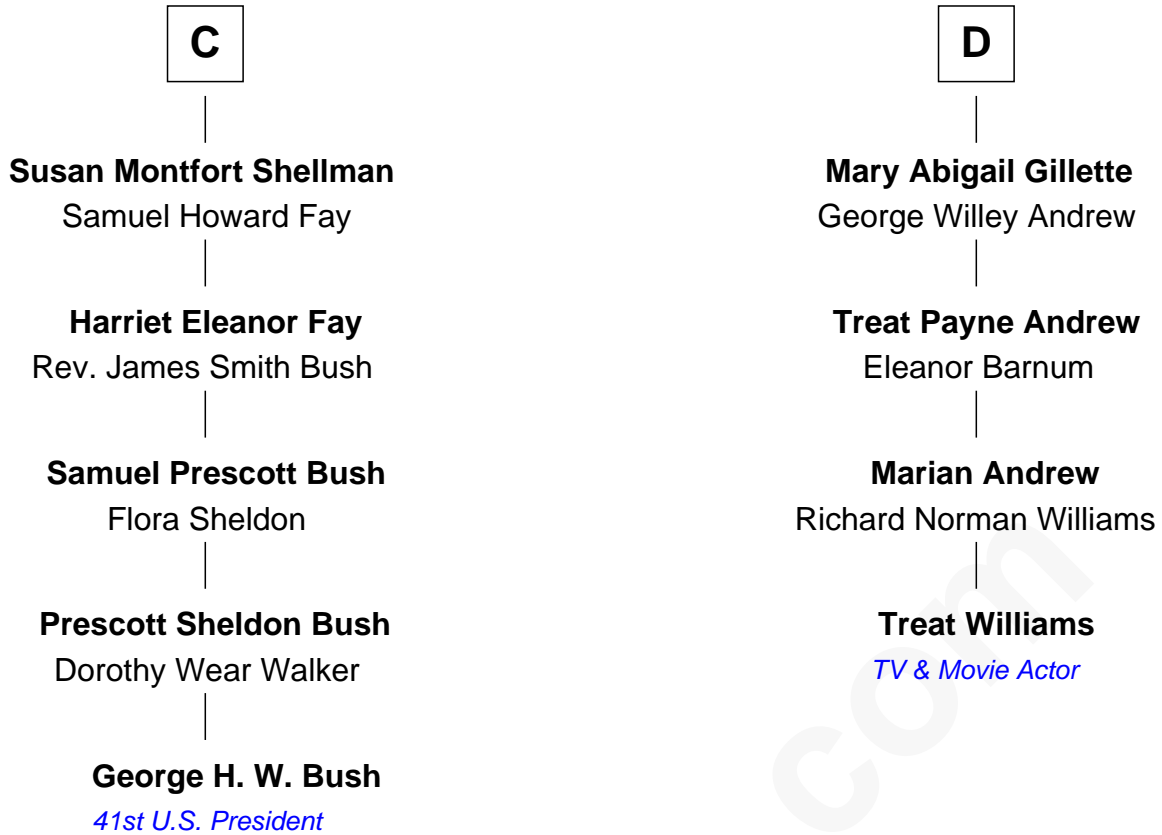 C
Susan Montfort Shellman
Samuel Howard Fay
Harriet Eleanor Fay
Rev. James Smith Bush
Samuel Prescott Bush
Flora Sheldon
Prescott Sheldon Bush
Dorothy Wear Walker
George H. W. Bush
41st U.S. President
D
Mary Abigail Gillette
George Willey Andrew
Treat Payne Andrew
Eleanor Barnum
Marian Andrew
Richard Norman Williams
Treat Williams
TV & Movie Actor
com